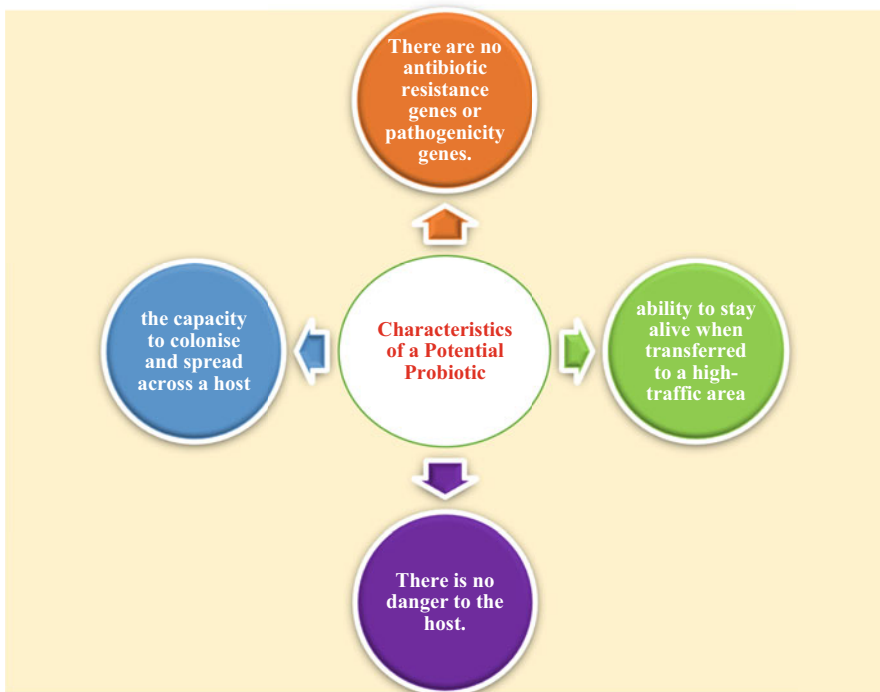 There are no
antibiotic
resistance
genes or
pathogenicity
genes.
the capacity
to colonise
and spread
across a host
Characteristics
of a Potential
Probiotic
ability to stay
alive when
transferred
to a high-
traffic area
There is no
danger to the
host.